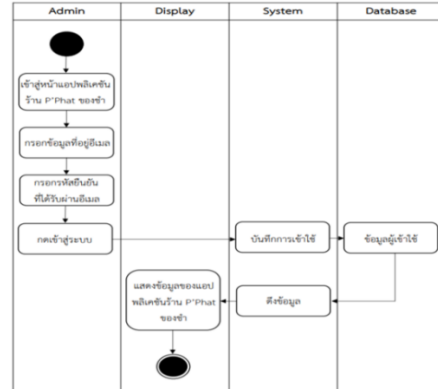 Admin
Display
System
Database
เข้าสู่หน้าแอปพลิเคชัน
ร้าน P'Phat ของชำ
กรอกข้อมูลที่อยู่อีเมล
กรอกรหัสยืนยัน
ที่ได้รับผ่านอีเมล
กดเข้าสู่ระบบ
บันทึกการเข้าใช้
ข้อมูลผู้เข้าใช้
แสดงข้อมูลของแอป
พลิเคชันร้าน P'Phat
ของชำ
ดึงข้อมูล